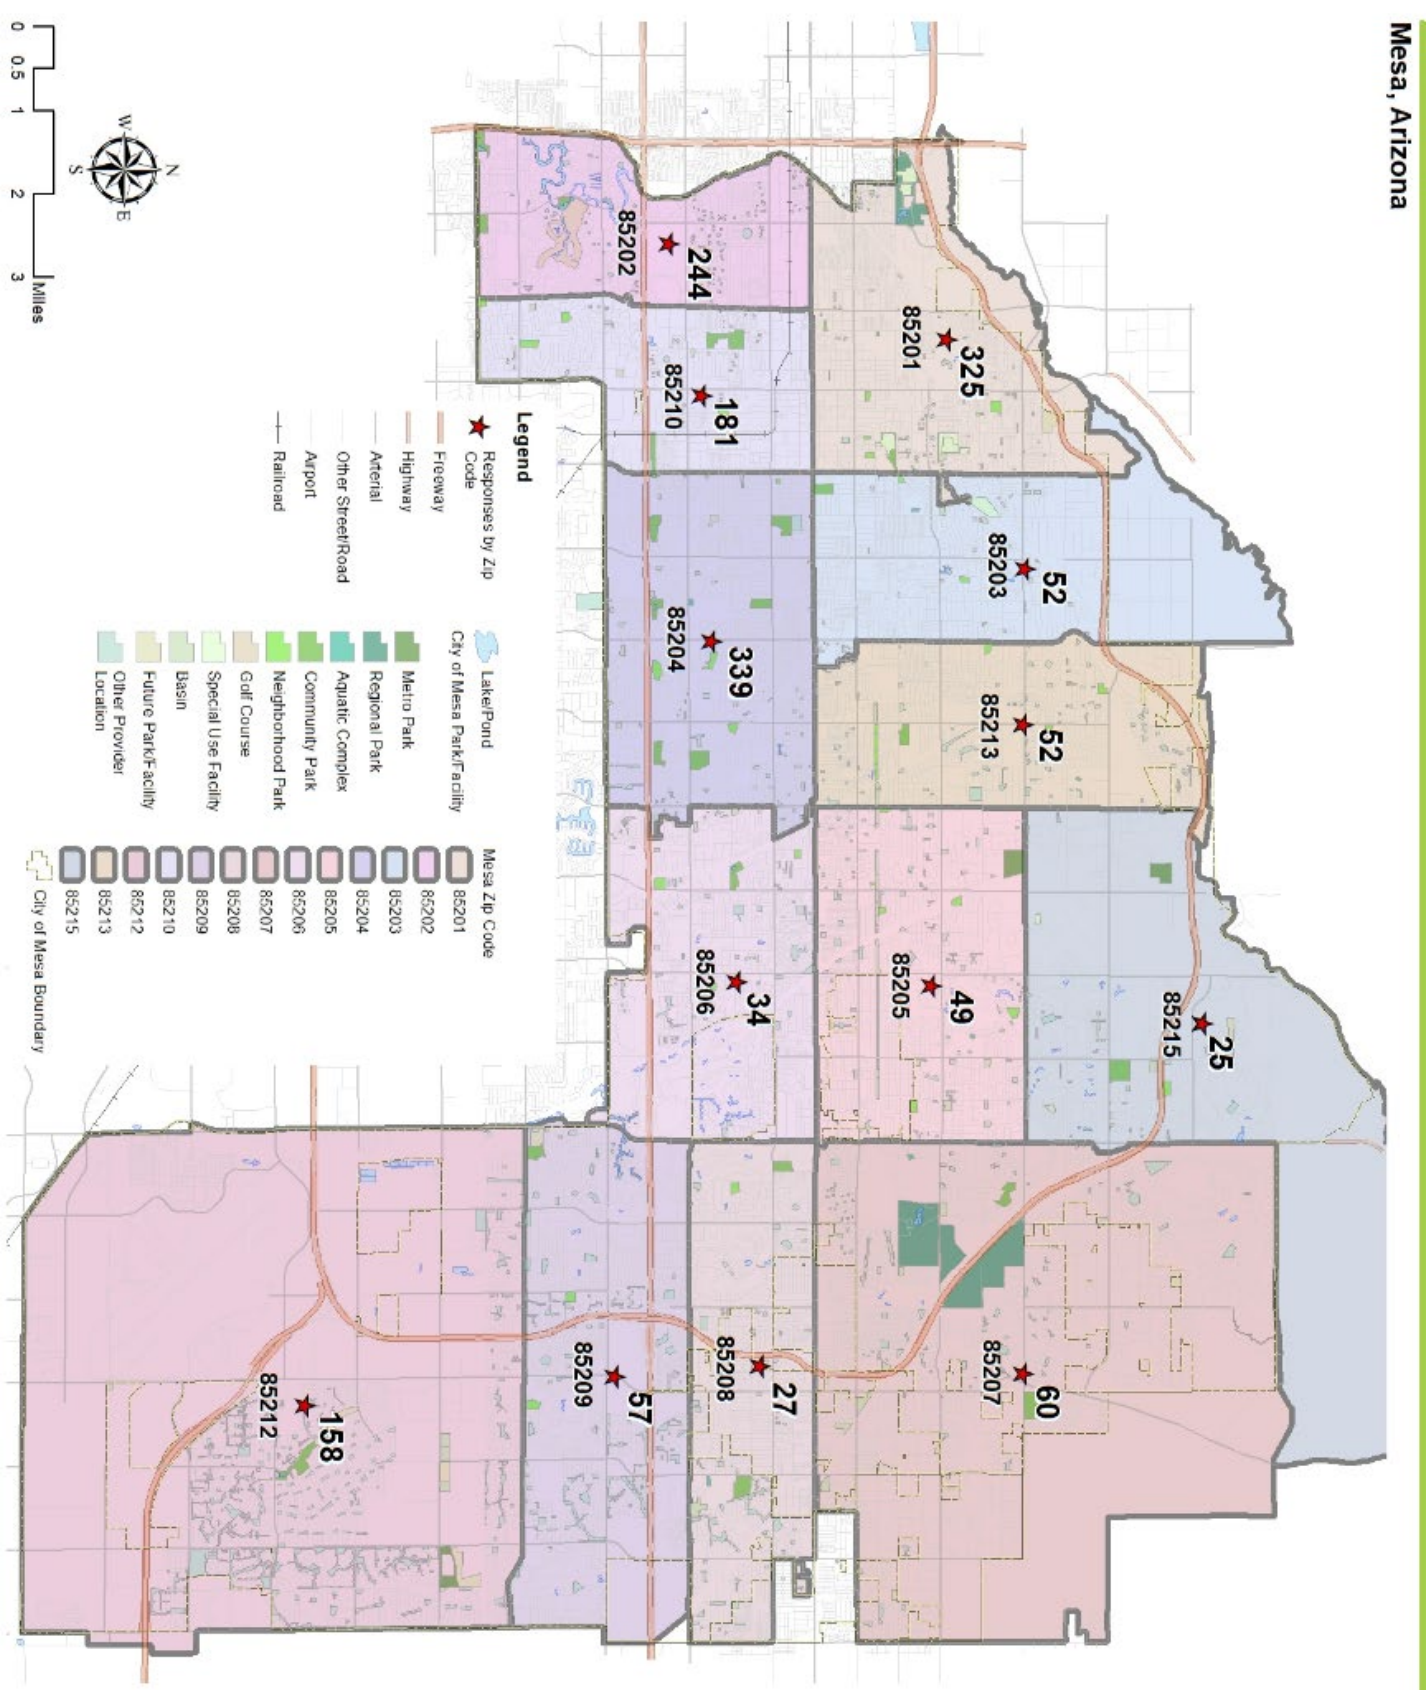 Mesa, Arizona
325
85201
244
85202
181
85210
52
85203
339
85204
52
85213
25
85215
49
85205
34
85206
60
85207
27
85208
57
85209
158
85212
Legend
Responses by Zip
Code
Freeway
Highway
Arterial
Other Street/Road
Airport
Railroad
Lake/Pond
City of Mesa Park/Facility
Metro Park
Regional Park
Aquatic Complex
Community Park
Neighborhood Park
Golf Course
Special Use Facility
Basin
Future Park/Facility
Other Provider
Location
Mesa Zip Code
85201
85202
85203
85204
85205
85206
85207
85208
85209
85210
85212
85213
85215
City of Mesa Boundary
N
W
E
S
0 0.5 1 2 3
Miles